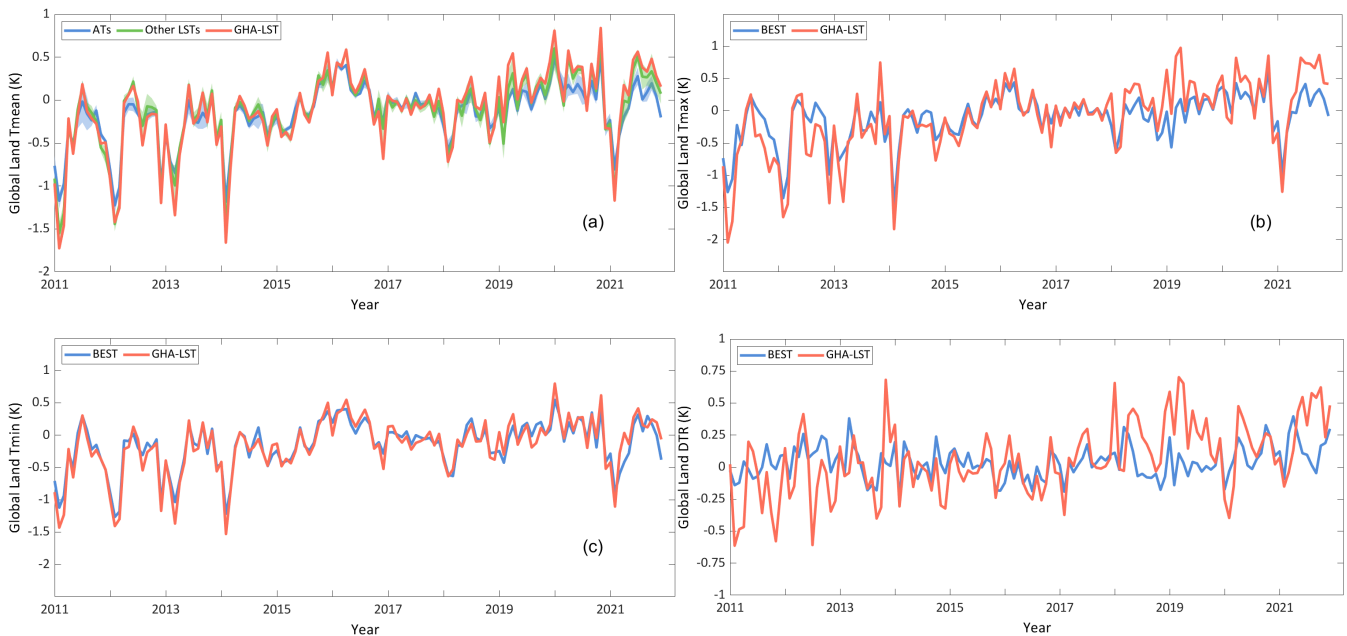 ATs Other LSTs GHA-LST
Global Land Tmean (K)
1
0.5
0
-0.5
-1
-1.5
-2
(a)
2011 2013 2015 2017 2019 2021
Year
BEST GHA-LST
Global Land Tmax (K)
1
0.5
0
-0.5
-1
-1.5
-2
(b)
2011 2013 2015 2017 2019 2021
Year
BEST GHA-LST
Global Land Tmin (K)
1
0.5
0
-0.5
-1
-1.5
-2
(c)
2011 2013 2015 2017 2019 2021
Year
BEST GHA-LST
Global Land DTR (K)
1
0.75
0.5
0.25
0
-0.25
-0.5
-0.75
-1
2011 2013 2015 2017 2019 2021
Year